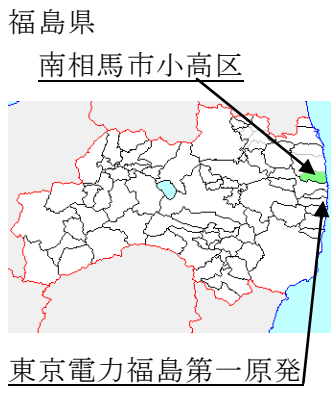 福島県
南相馬市小高区
東京電力福島第一原発